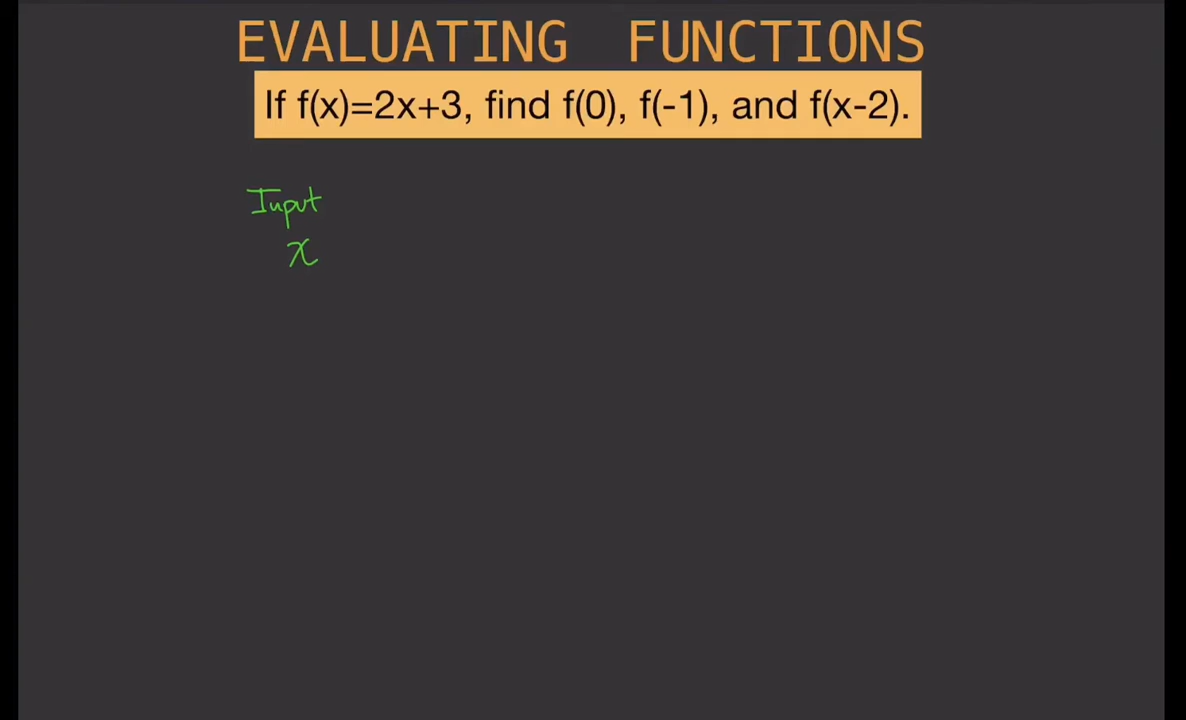 EVALUATING FUNCTIONS
If f(x)=2x+3, find f(0), f(-1), and f(x-2).
Input
x